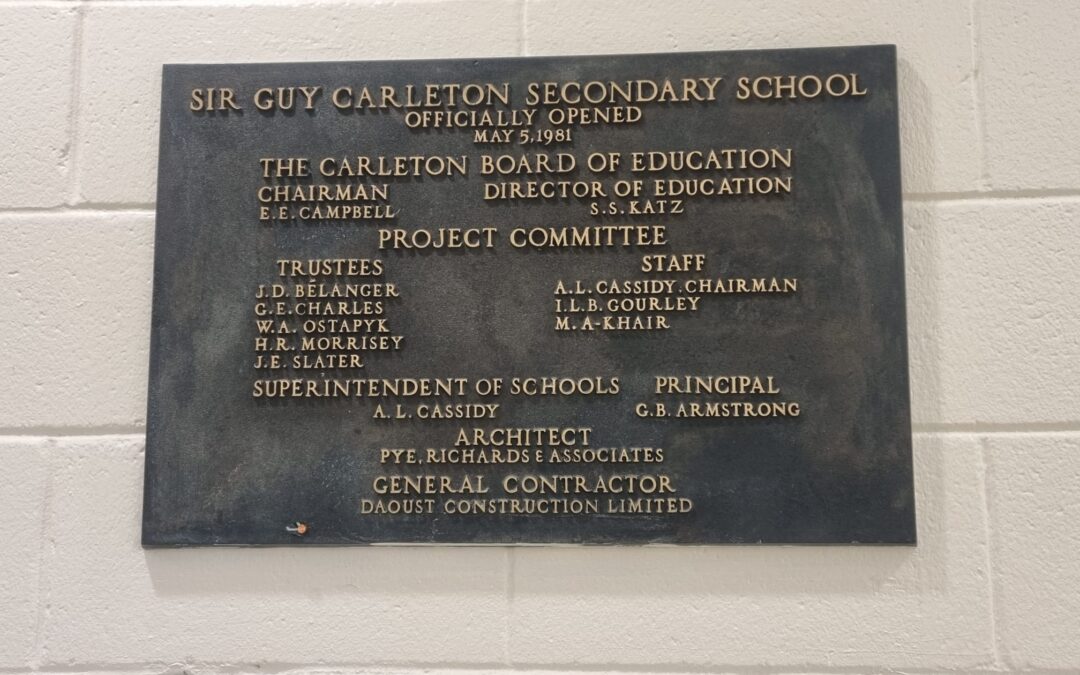 SIR GUY CARLETON SECONDARY SCHOOL
OFFICIALLY OPENED
MAY 5, 1981
THE CARLETON BOARD OF EDUCATION
CHAIRMAN DIRECTOR OF EDUCATION
E. E. CAMPBELL S. S. KATZ
PROJECT COMMITTEE
TRUSTEES STAFF
J. D. BÉLANGER A. L. CASSIDY. CHAIRMAN
G. E. CHARLES I. L. B. GOURLEY
W. A. OSTAPYK M. A-KHAIR
H. R. MORRISEY
J. E. SLATER
SUPERINTENDENT OF SCHOOLS PRINCIPAL
A. L. CASSIDY G. B. ARMSTRONG
ARCHITECT
PYE, RICHARDS & ASSOCIATES
GENERAL CONTRACTOR
DAOUST CONSTRUCTION LIMITED